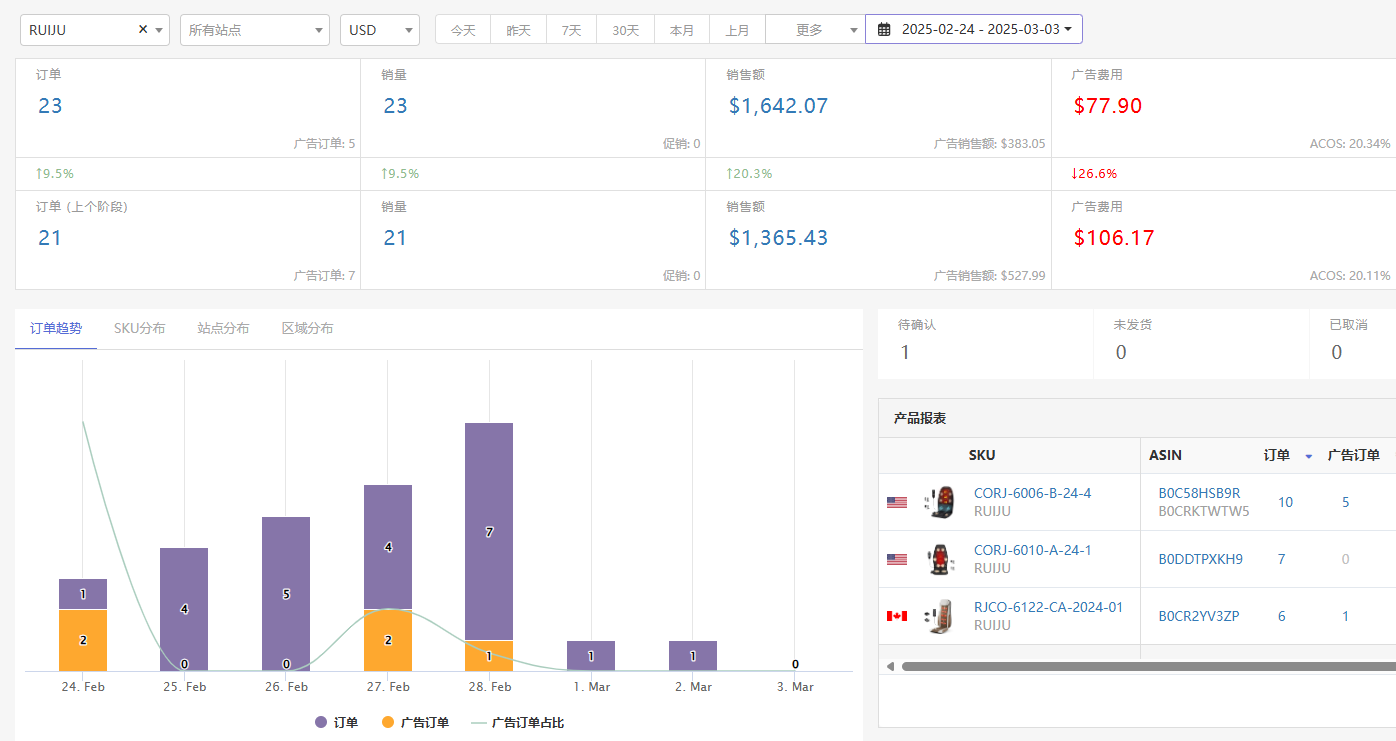 RUIJU ✕ 所有站点 USD 今天 昨天 7天 30天 本月 上月 更多 2025-02-24 - 2025-03-03
订单 销量 销售额 广告费用
23 23 $1,642.07 $77.90
广告订单: 5 促销: 0 广告销售额: $383.05 ACOS: 20.34%
↑9.5% ↑9.5% ↑20.3% ↓26.6%
订单 (上个阶段) 销量 销售额 广告费用
21 21 $1,365.43 $106.17
广告订单: 7 促销: 0 广告销售额: $527.99 ACOS: 20.11%
订单趋势 SKU分布 站点分布 区域分布
7
4
5
1 4
2 0 0 2 1 1 1 0
24. Feb 25. Feb 26. Feb 27. Feb 28. Feb 1. Mar 2. Mar 3. Mar
订单 广告订单 广告订单占比
待确认 未发货 已取消
1 0 0
产品报表
SKU ASIN 订单 广告订单
CORJ-6006-B-24-4 B0C58HSB9R 10 5
RUIJU B0CRKTWTW5
CORJ-6010-A-24-1 B0DDTPXKH9 7 0
RUIJU
RJCO-6122-CA-2024-01 B0CR2YV3ZP 6 1
RUIJU